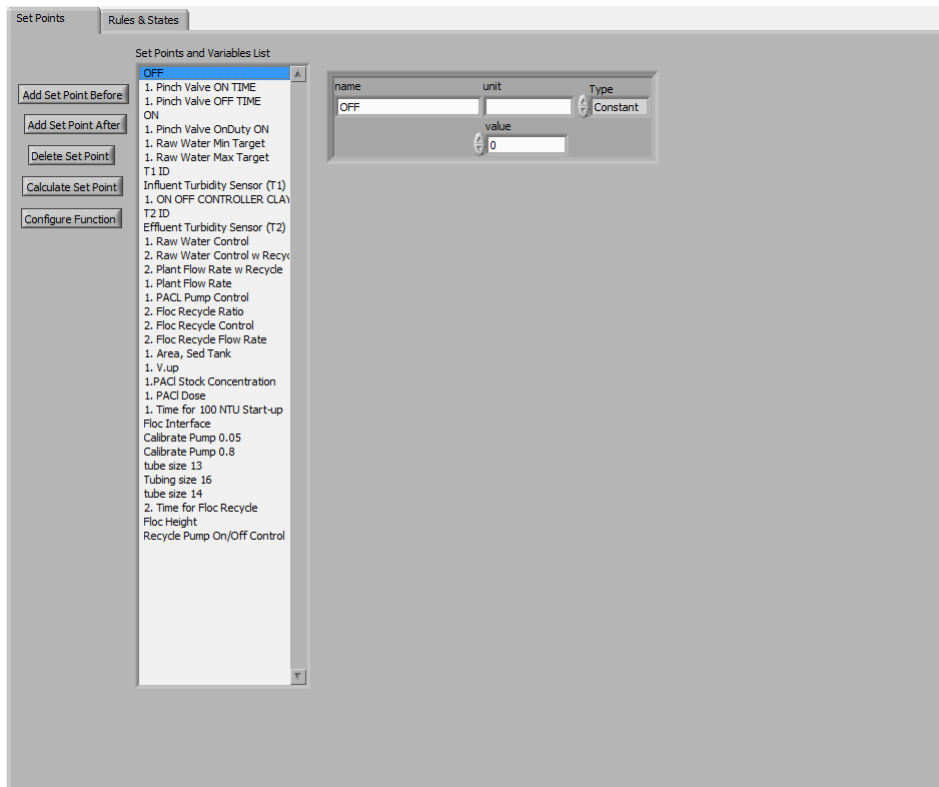 Set Points
Rules & States
Set Points and Variables List
Add Set Point Before
Add Set Point After
Delete Set Point
Calculate Set Point
Configure Function
OFF
1. Pinch Valve ON TIME
1. Pinch Valve OFF TIME
ON
1. Pinch Valve OnDuty ON
1. Raw Water Min Target
1. Raw Water Max Target
T1 ID
Influent Turbidity Sensor (T1)
1. ON OFF CONTROLLER CLAY
T2 ID
Effluent Turbidity Sensor (T2)
1. Raw Water Control
2. Raw Water Control w Recyc
2. Plant Flow Rate w Recycle
1. Plant Flow Rate
1. PACL Pump Control
2. Floc Recycle Ratio
2. Floc Recycle Control
2. Floc Recycle Flow Rate
1. Area, Sed Tank
1. V.up
1.PACl Stock Concentration
1. PACl Dose
1. Time for 100 NTU Start-up
Floc Interface
Calibrate Pump 0.05
Calibrate Pump 0.8
tube size 13
Tubing size 16
tube size 14
2. Time for Floc Recycle
Floc Height
Recycle Pump On/Off Control
name unit Type
OFF Constant
value
0